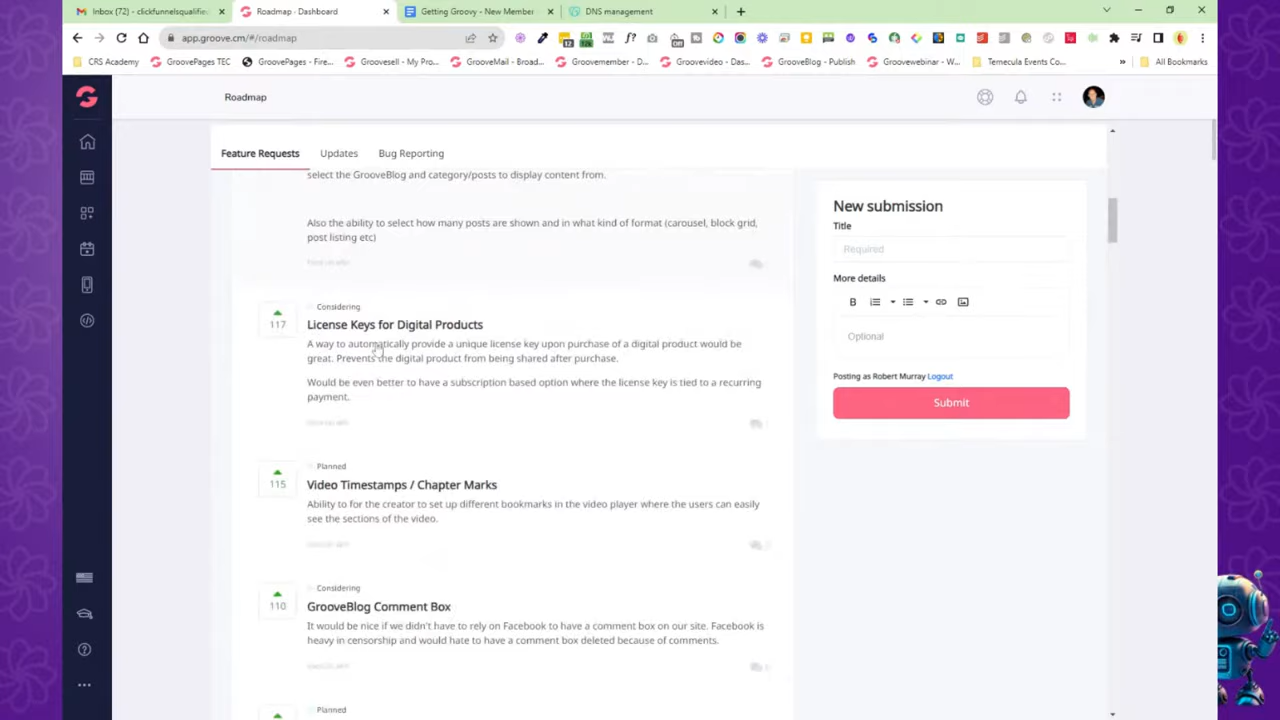 Inbox (72) - clickfunnelsqualifie
Roadmap - Dashboard
Getting Groovy - New Member
DNS management
app.groove.cm/#/roadmap
CRS Academy
GroovePages TEC
GroovePages - Fire...
Groovesell - My Pro...
GrooveMail - Broad...
Groovemember - D...
Groovevideo - Das...
GrooveBlog - Publish
Groovewebinar - W...
Temecula Events Co...
All Bookmarks
Roadmap
Feature Requests
Updates
Bug Reporting
select the GrooveBlog and category/posts to display content from.
Also the ability to select how many posts are shown and in what kind of format (carousel, block grid,
post listing etc)
117
Considering
License Keys for Digital Products
A way to automatically provide a unique license key upon purchase of a digital product would be
great. Prevents the digital product from being shared after purchase.
Would be even better to have a subscription based option where the license key is tied to a recurring
payment.
115
Planned
Video Timestamps / Chapter Marks
Ability to for the creator to set up different bookmarks in the video player where the users can easily
see the sections of the video.
110
Considering
GrooveBlog Comment Box
It would be nice if we didn't have to rely on Facebook to have a comment box on our site. Facebook is
heavy in censorship and would hate to have a comment box deleted because of comments.
Planned
New submission
Title
Required
More details
B
Optional
Posting as Robert Murray Logout
Submit